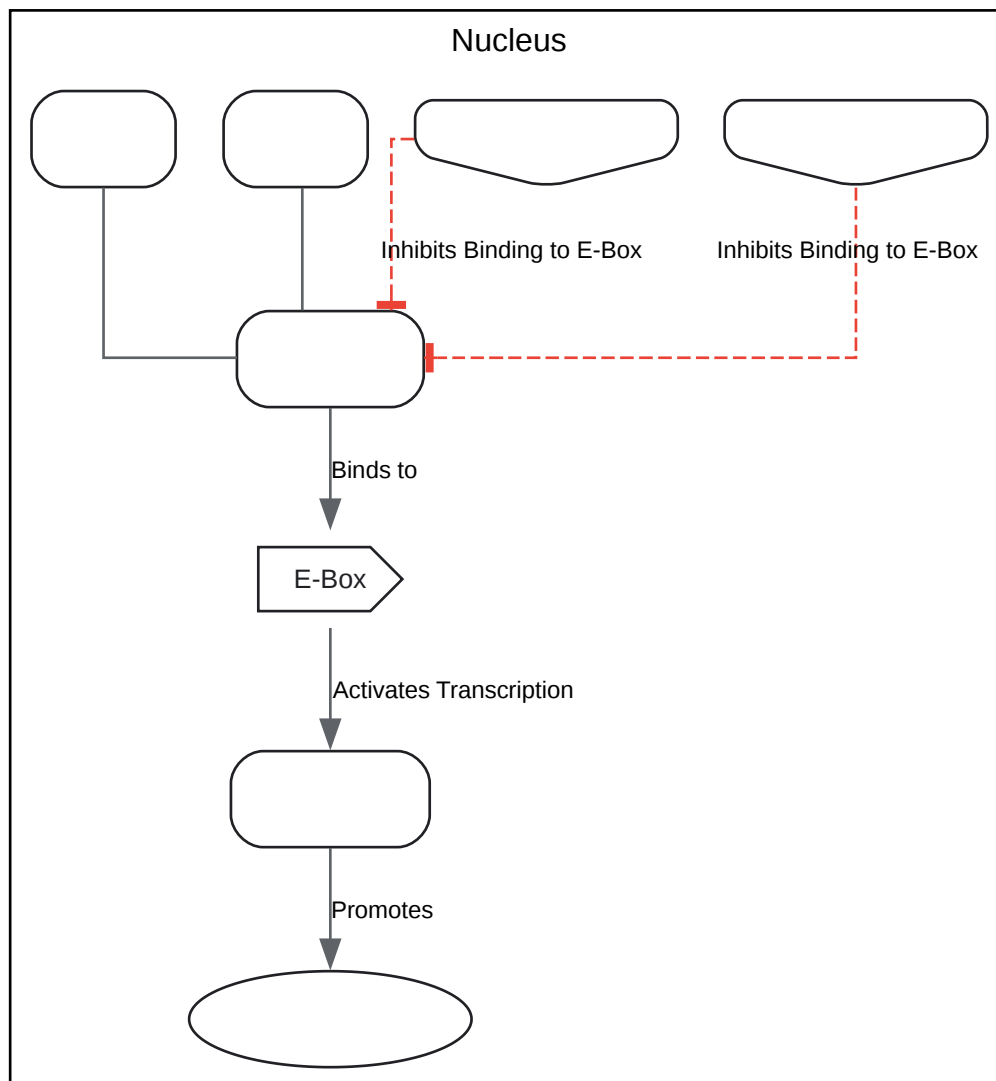 Nucleus
Inhibits Binding to E-Box
Inhibits Binding to E-Box
Binds to
E-Box
Activates Transcription
Promotes